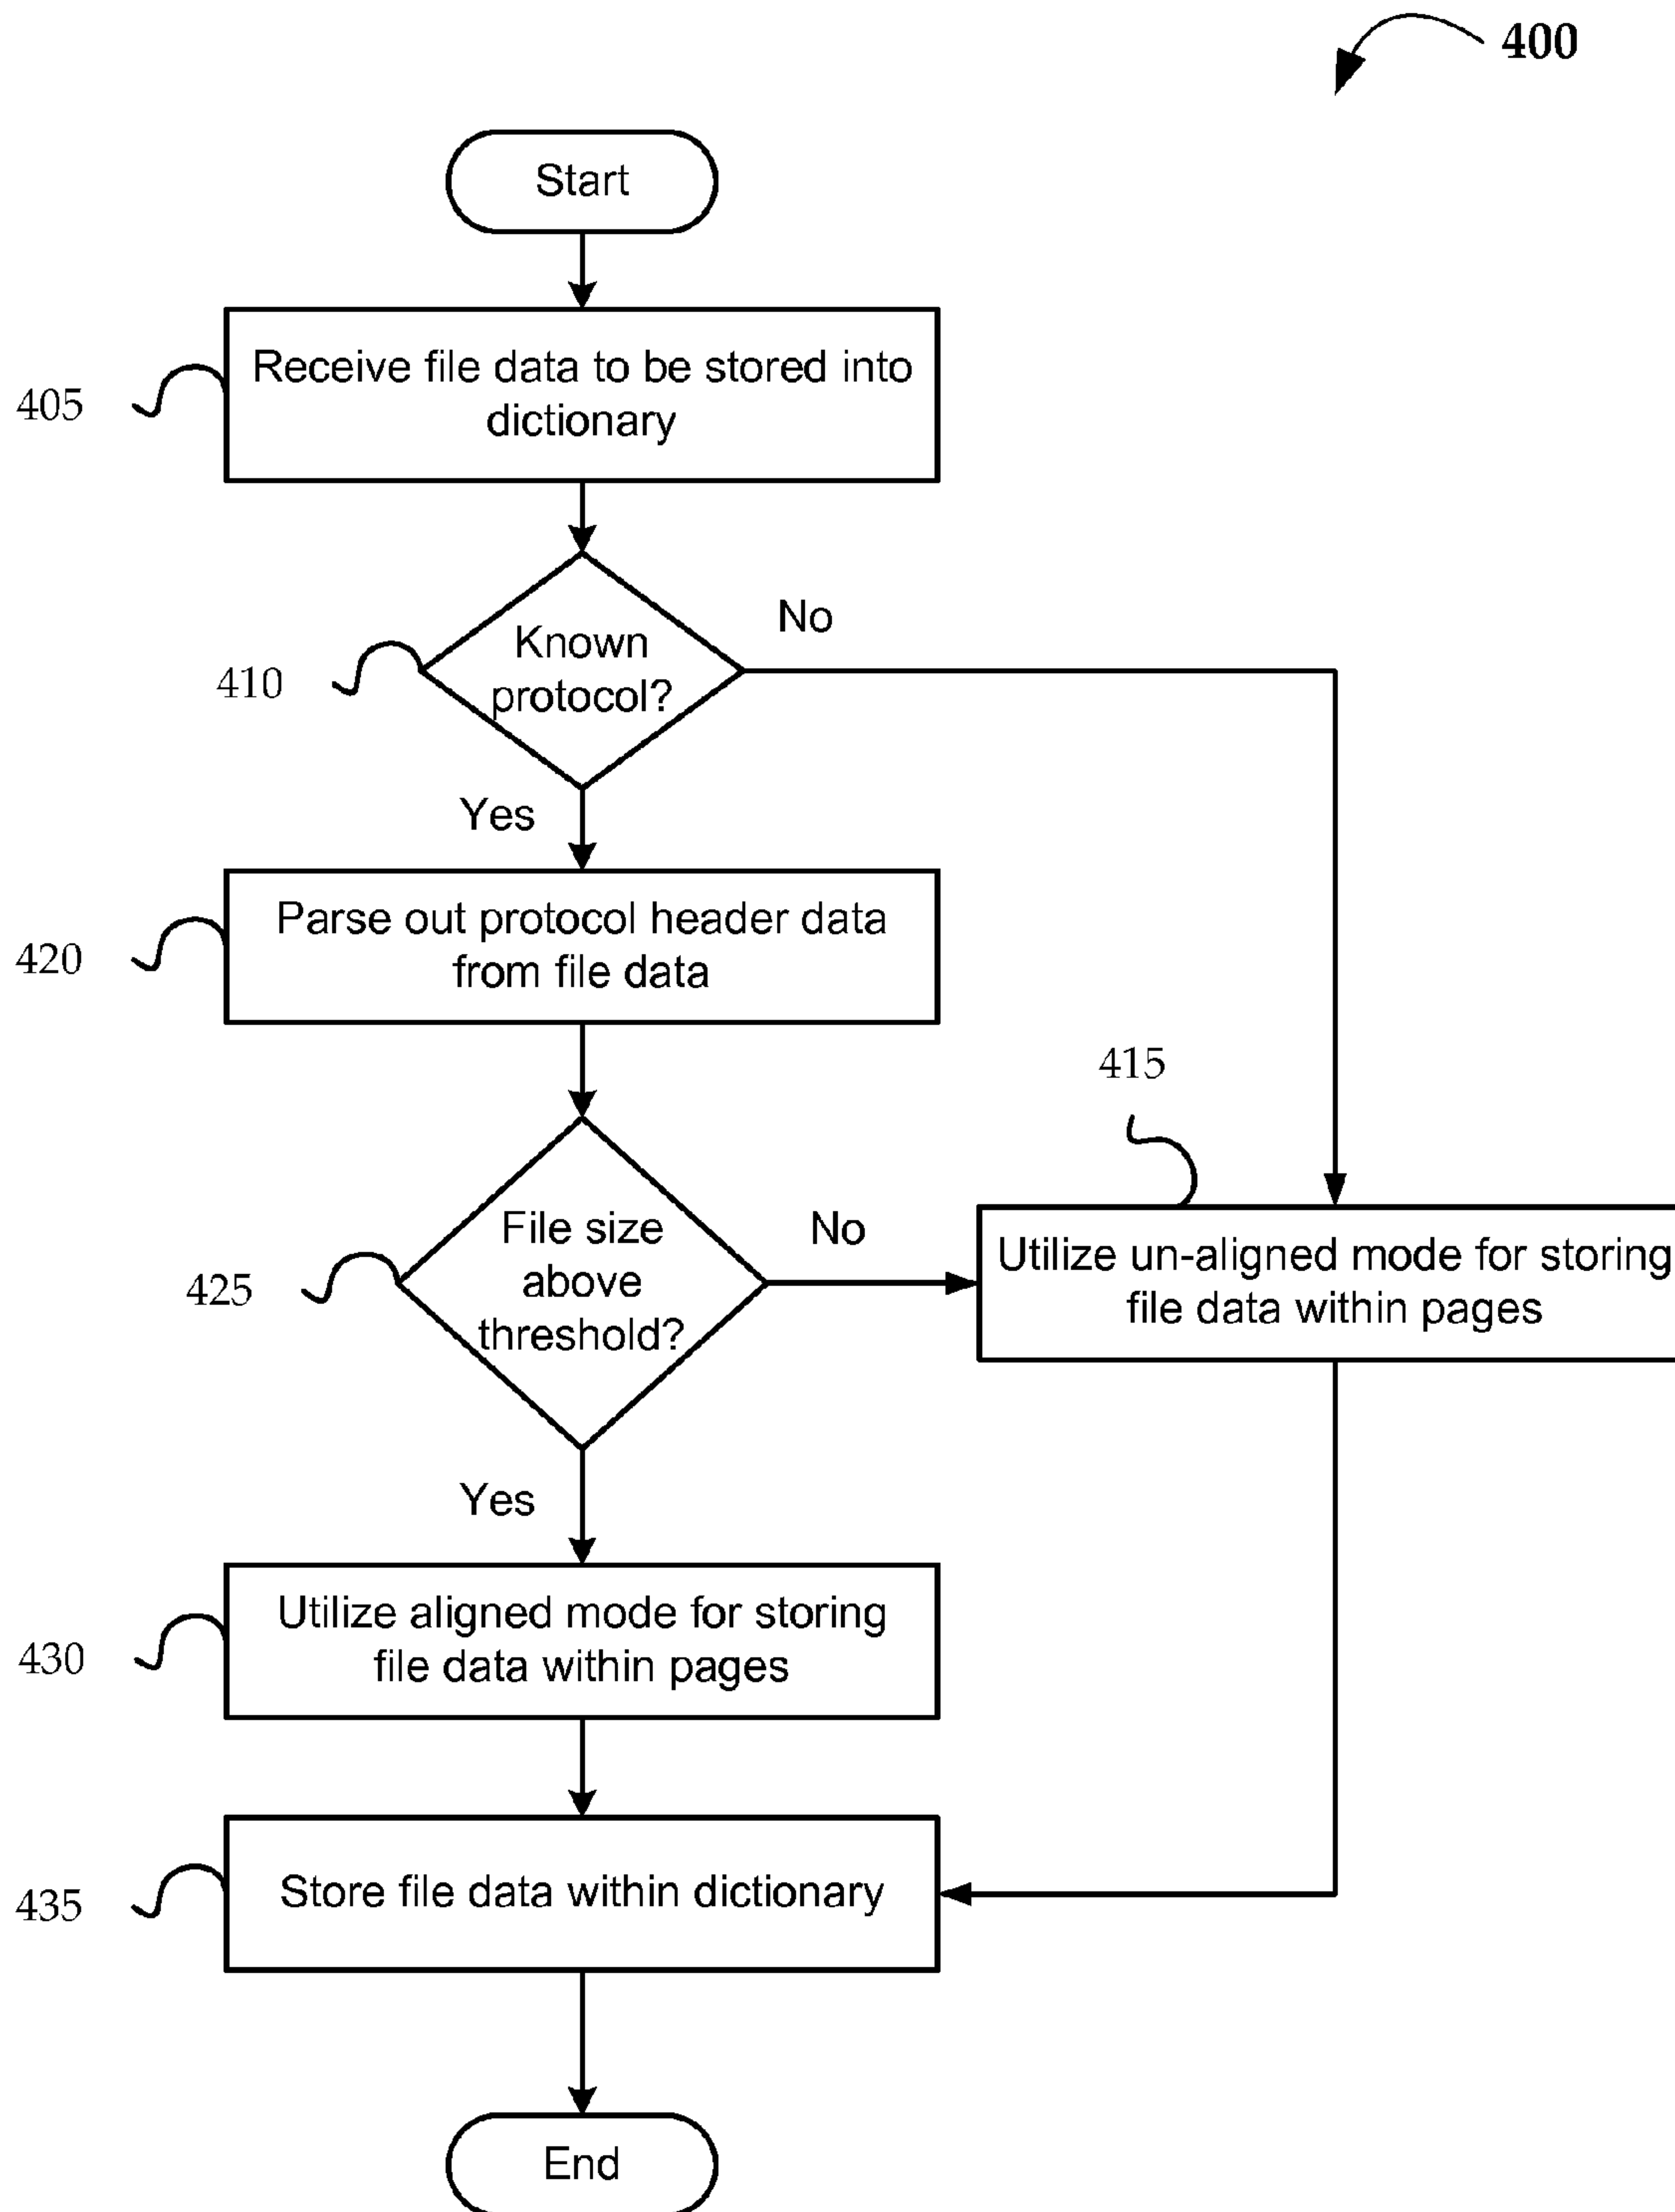 400
Start
405
Receive file data to be stored into
dictionary
No
410
Known
protocol?
Yes
420
Parse out protocol header data
from file data
415
425
File size
above
threshold?
No
Utilize un-aligned mode for storing
file data within pages
Yes
430
Utilize aligned mode for storing
file data within pages
435
Store file data within dictionary
End